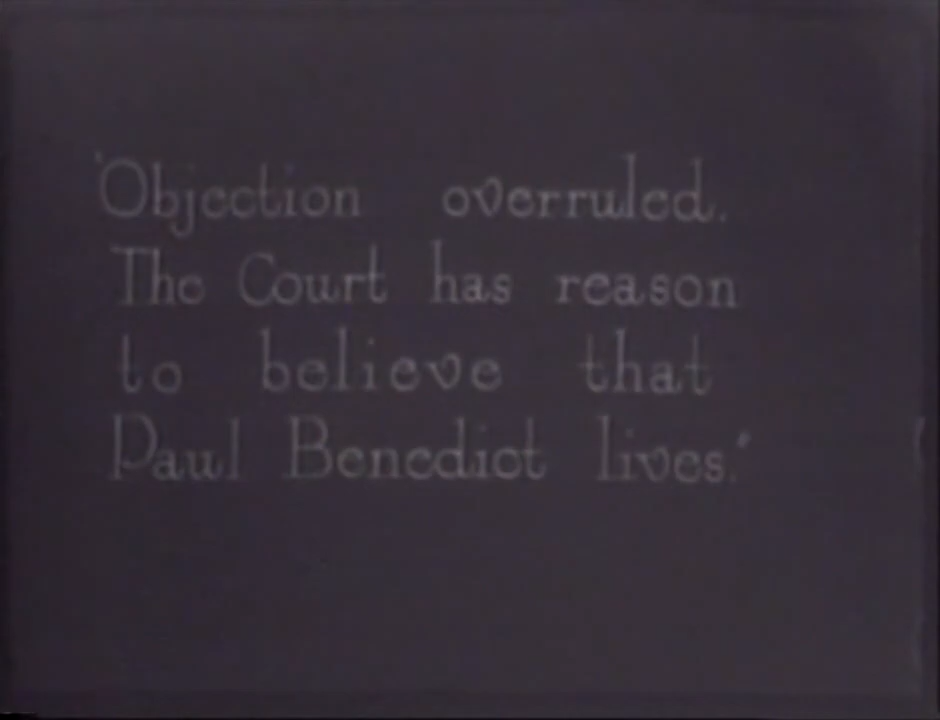 "Objection overruled.
The Court has reason
to believe that
Paul Benedict lives."